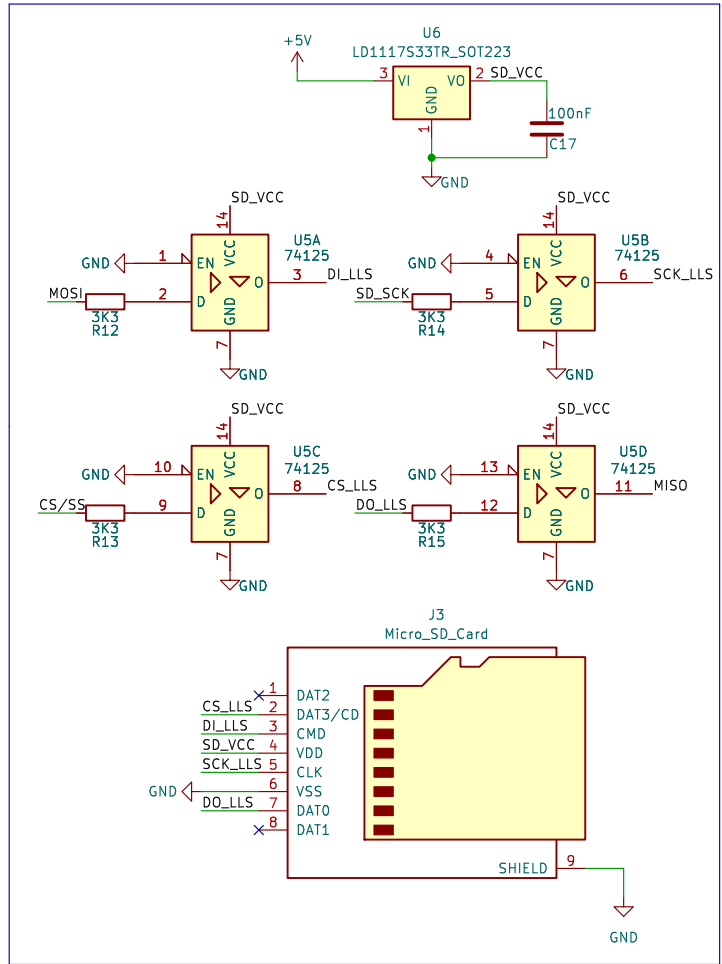 U6
LD1117S33TR_SOT223
+5V
3 VI VO 2 SD_VCC
GND
1
100nF
C17
GND
SD_VCC
14
VCC
U5A
74125
GND 1 EN
3 DI_LLS
O
MOSI 2 D
3K3
R12
GND
7
GND
SD_VCC
14
VCC
U5B
74125
GND 4 EN
6 SCK_LLS
O
SD_SCK 5 D
3K3
R14
GND
7
GND
SD_VCC
14
VCC
U5C
74125
GND 10 EN
8 CS_LLS
O
CS/SS 9 D
3K3
R13
GND
7
GND
SD_VCC
14
VCC
U5D
74125
GND 13 EN
11 MISO
O
DO_LLS 12 D
3K3
R15
GND
7
GND
J3
Micro_SD_Card
1 DAT2
CS_LLS 2 DAT3/CD
DI_LLS 3 CMD
SD_VCC 4 VDD
SCK_LLS 5 CLK
GND 6 VSS
DO_LLS 7 DAT0
8 DAT1
SHIELD 9
GND